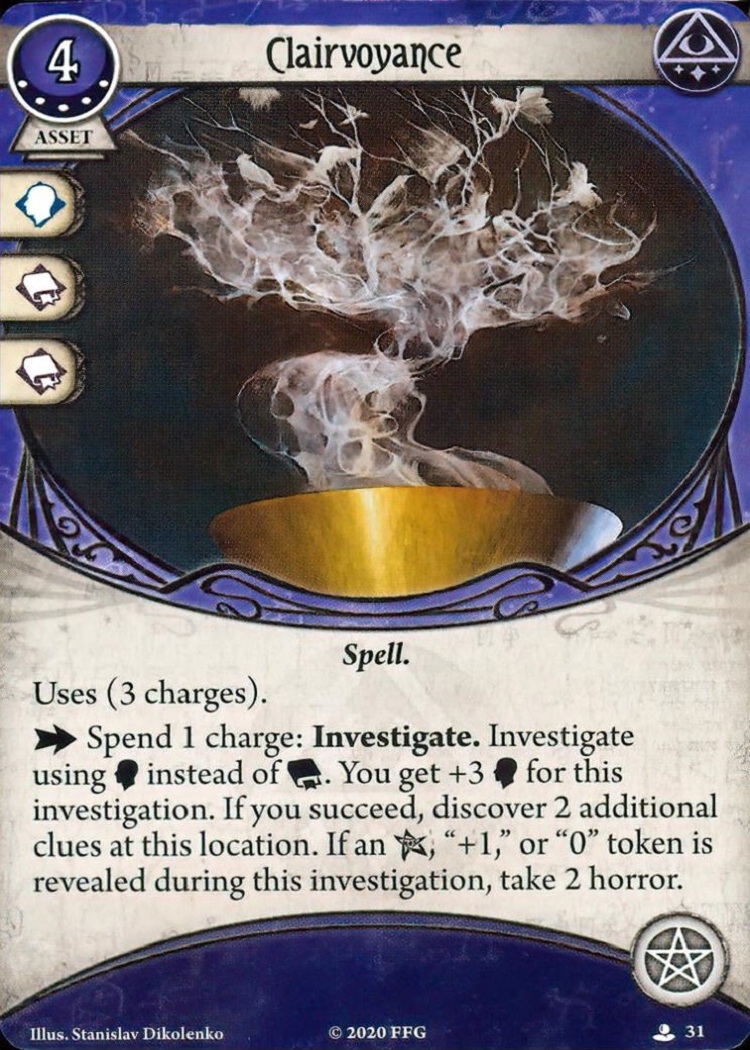 4
Clairvoyance
ASSET
Spell.
Uses (3 charges).
Spend 1 charge: Investigate. Investigate
using instead of . You get +3 for this
investigation. If you succeed, discover 2 additional
clues at this location. If an , “+1,” or “0” token is
revealed during this investigation, take 2 horror.
Illus. Stanislav Dikolenko
© 2020 FFG
31